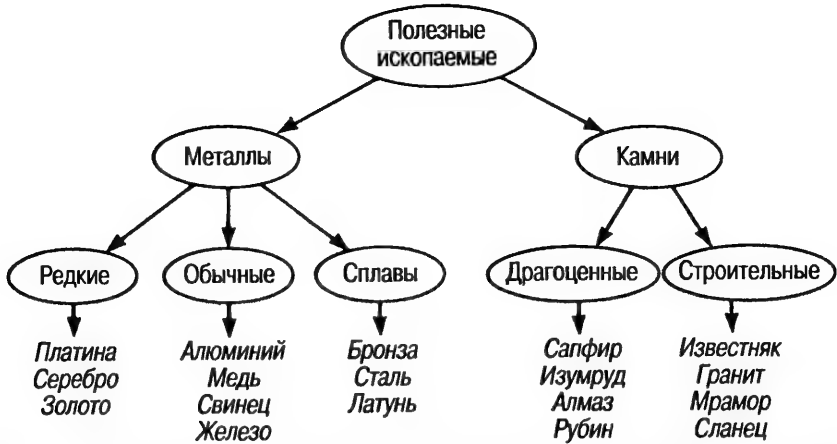 Полезные
ископаемые
Металлы
Камни
Редкие
Обычные
Сплавы
Драгоценные
Строительные
Платина
Серебро
Золото
Алюминий
Медь
Свинец
Железо
Бронза
Сталь
Латунь
Сапфир
Изумруд
Алмаз
Рубин
Известняк
Гранит
Мрамор
Сланец